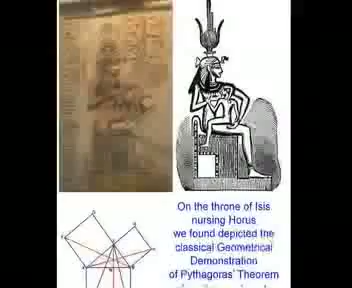 On the throne of Isis
nursing Horus
we found depicted the
classical Geometrical
Demonstration
of Pythagoras' Theorem